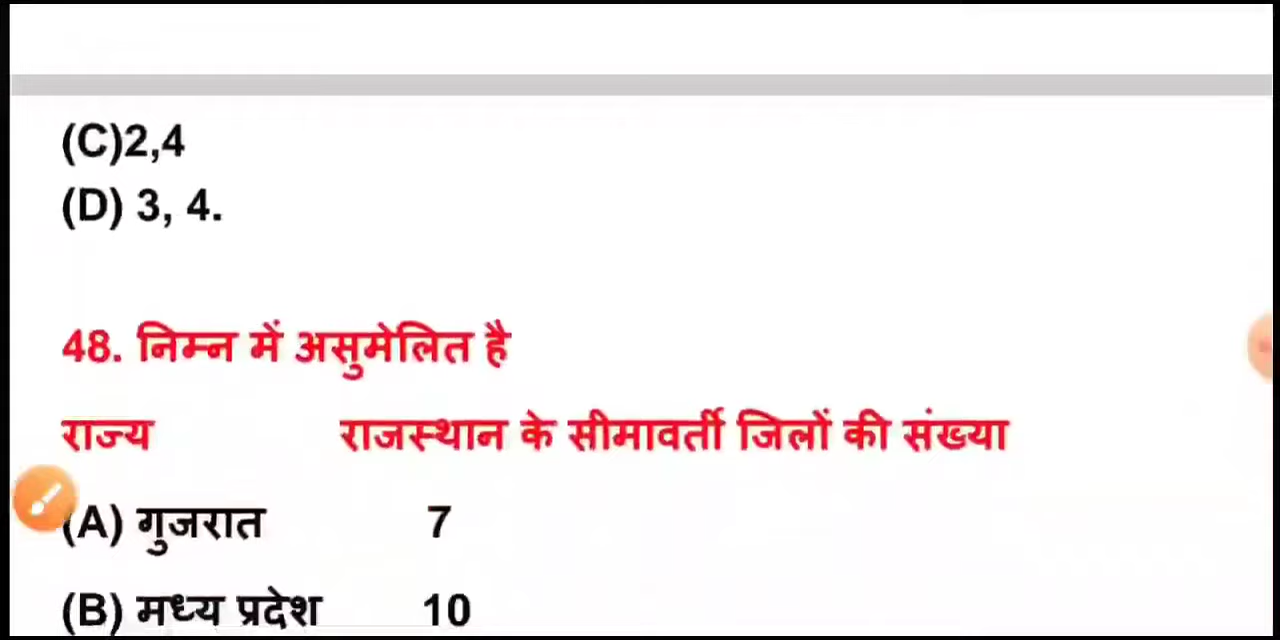 (C)2,4
(D) 3, 4.
48. निम्न में असुमेलित है
राज्य राजस्थान के सीमावर्ती जिलों की संख्या
(A) गुजरात 7
(B) मध्य प्रदेश 10